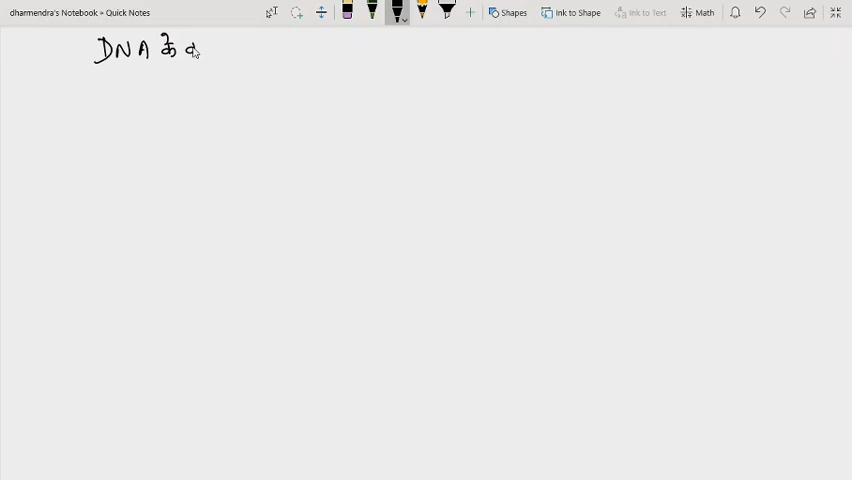 dharmendra's Notebook » Quick Notes
Shapes Ink to Shape Ink to Text Math
DNA के